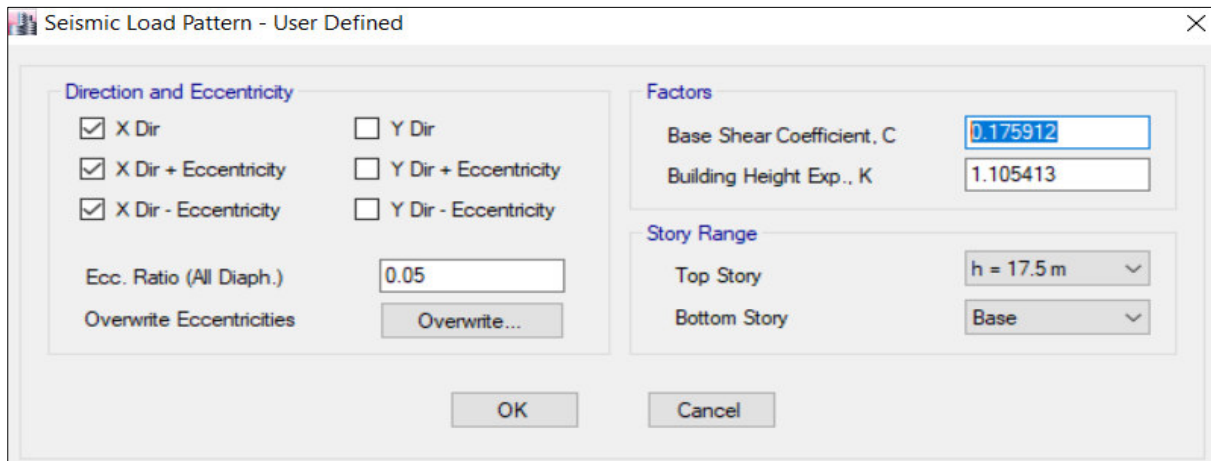 Seismic Load Pattern - User Defined
Direction and Eccentricity
X Dir
Y Dir
X Dir + Eccentricity
Y Dir + Eccentricity
X Dir - Eccentricity
Y Dir - Eccentricity
Ecc. Ratio (All Diaph.) 0.05
Overwrite Eccentricities Overwrite...
Factors
Base Shear Coefficient, C 0.175912
Building Height Exp., K 1.105413
Story Range
Top Story h = 17.5 m
Bottom Story Base
OK
Cancel